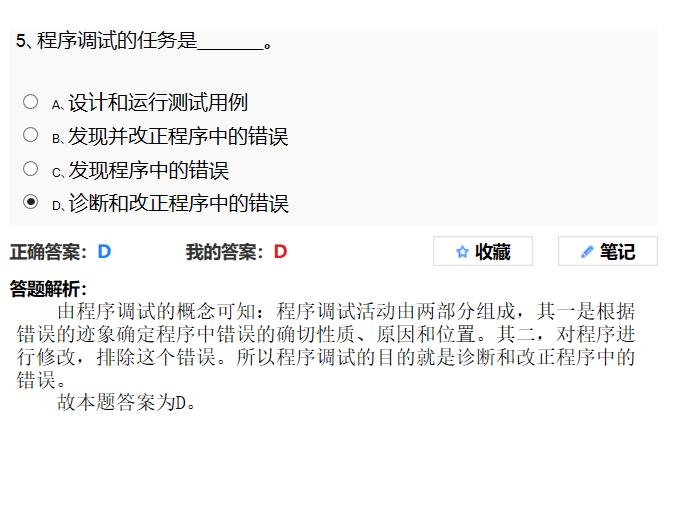 5、程序调试的任务是_______。
A、设计和运行测试用例
B、发现并改正程序中的错误
C、发现程序中的错误
D、诊断和改正程序中的错误
正确答案：D 我的答案：D 收藏 笔记
答题解析：
由程序调试的概念可知：程序调试活动由两部分组成，其一是根据
错误的迹象确定程序中错误的确切性质、原因和位置。其二，对程序进
行修改，排除这个错误。所以程序调试的目的就是诊断和改正程序中的
错误。
故本题答案为D。